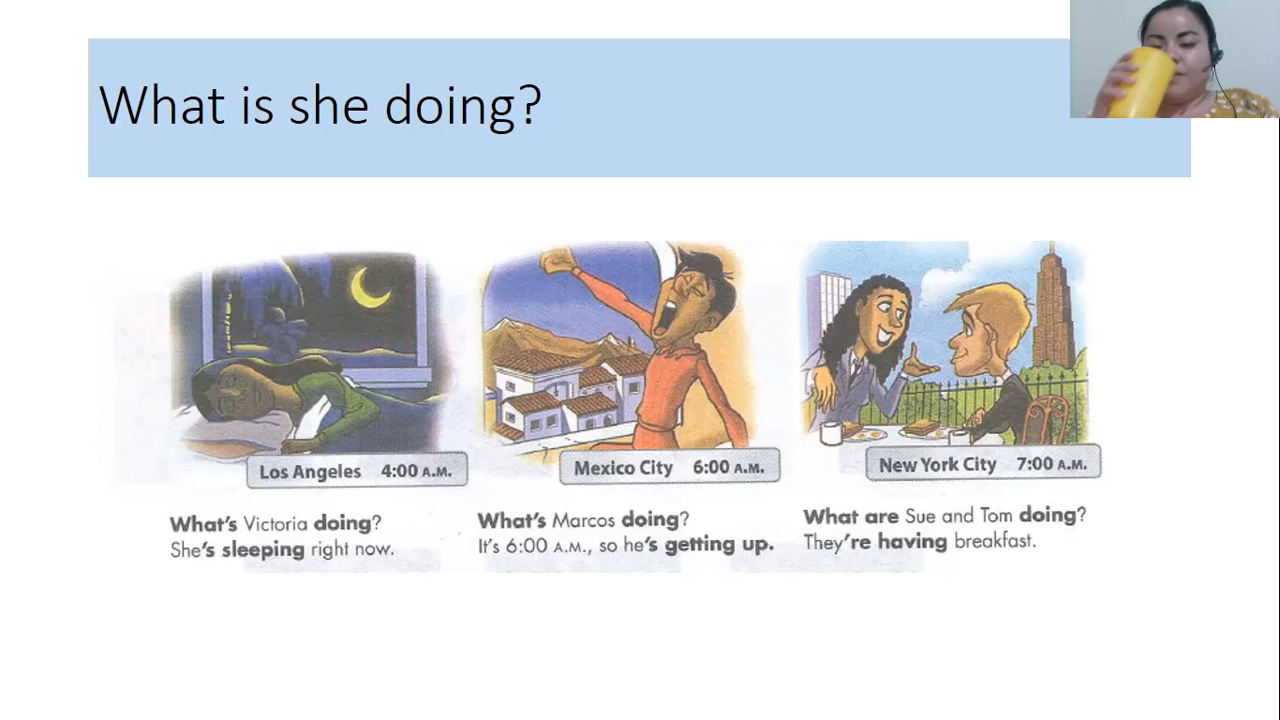 What is she doing?
Los Angeles 4:00 A.M.
Mexico City 6:00 A.M.
New York City 7:00 A.M.
What's Victoria doing?
She's sleeping right now.
What's Marcos doing?
It's 6:00 A.M., so he's getting up.
What are Sue and Tom doing?
They're having breakfast.